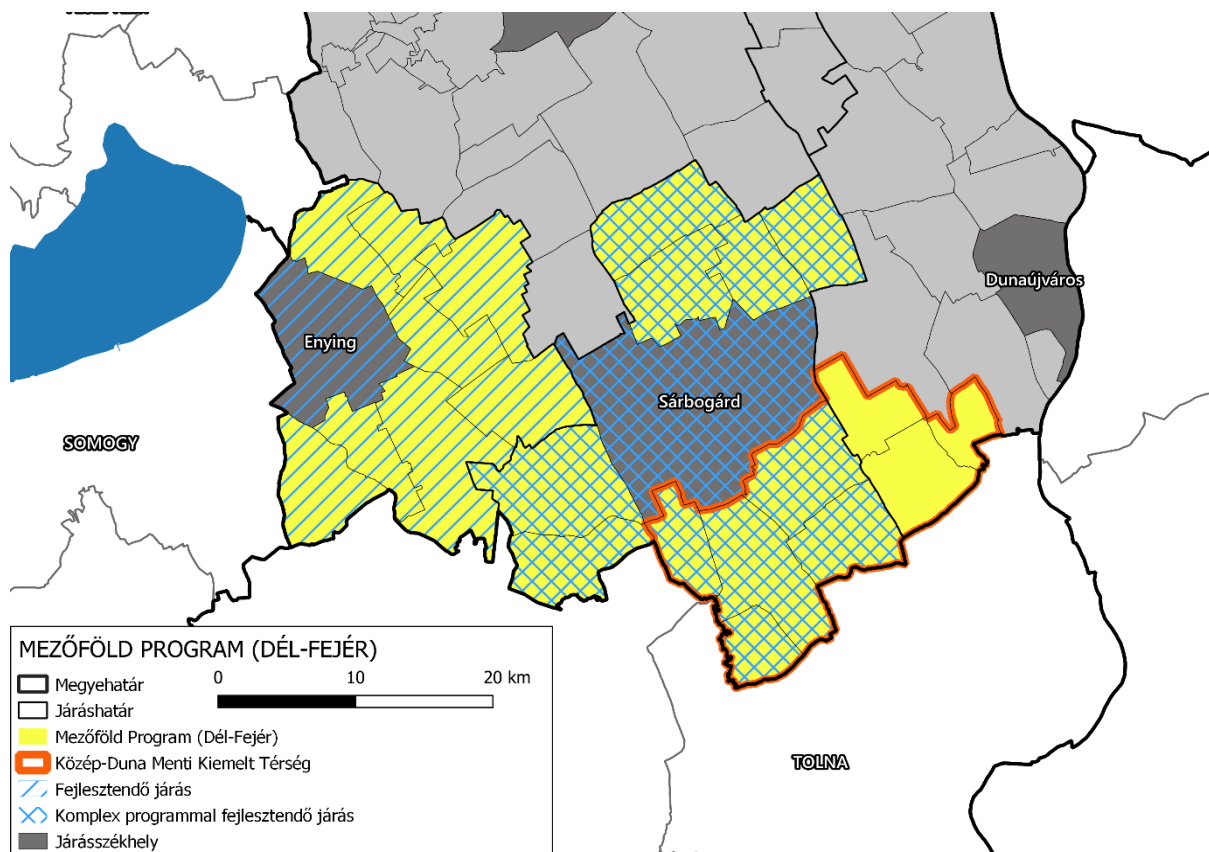 Enying
Dunaújváros
Sárbogárd
SOMOGY
TOLNA
MEZŐFÖLD PROGRAM (DÉL-FEJÉR)
Megyehatár
0 10 20 km
Járáshatár
Mezőföld Program (Dél-Fejér)
Közép-Duna Menti Kiemelt Térség
Fejlesztendő járás
Komplex programmal fejlesztendő járás
Járásszékhely